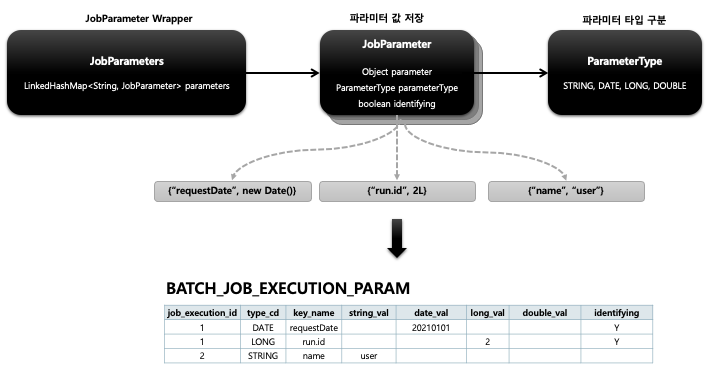 JobParameter Wrapper
파라미터 값 저장
파라미터 타입 구분
JobParameters
LinkedHashMap<String, JobParameter> parameters
JobParameter
Object parameter
ParameterType parameterType
boolean identifying
ParameterType
STRING, DATE, LONG, DOUBLE
{“requestDate”, new Date()}
{“run.id”, 2L}
{“name”, “user”}
BATCH_JOB_EXECUTION_PARAM
job_execution_id type_cd key_name string_val date_val long_val double_val identifying
1 DATE requestDate 20210101 Y
1 LONG run.id 2 Y
2 STRING name user